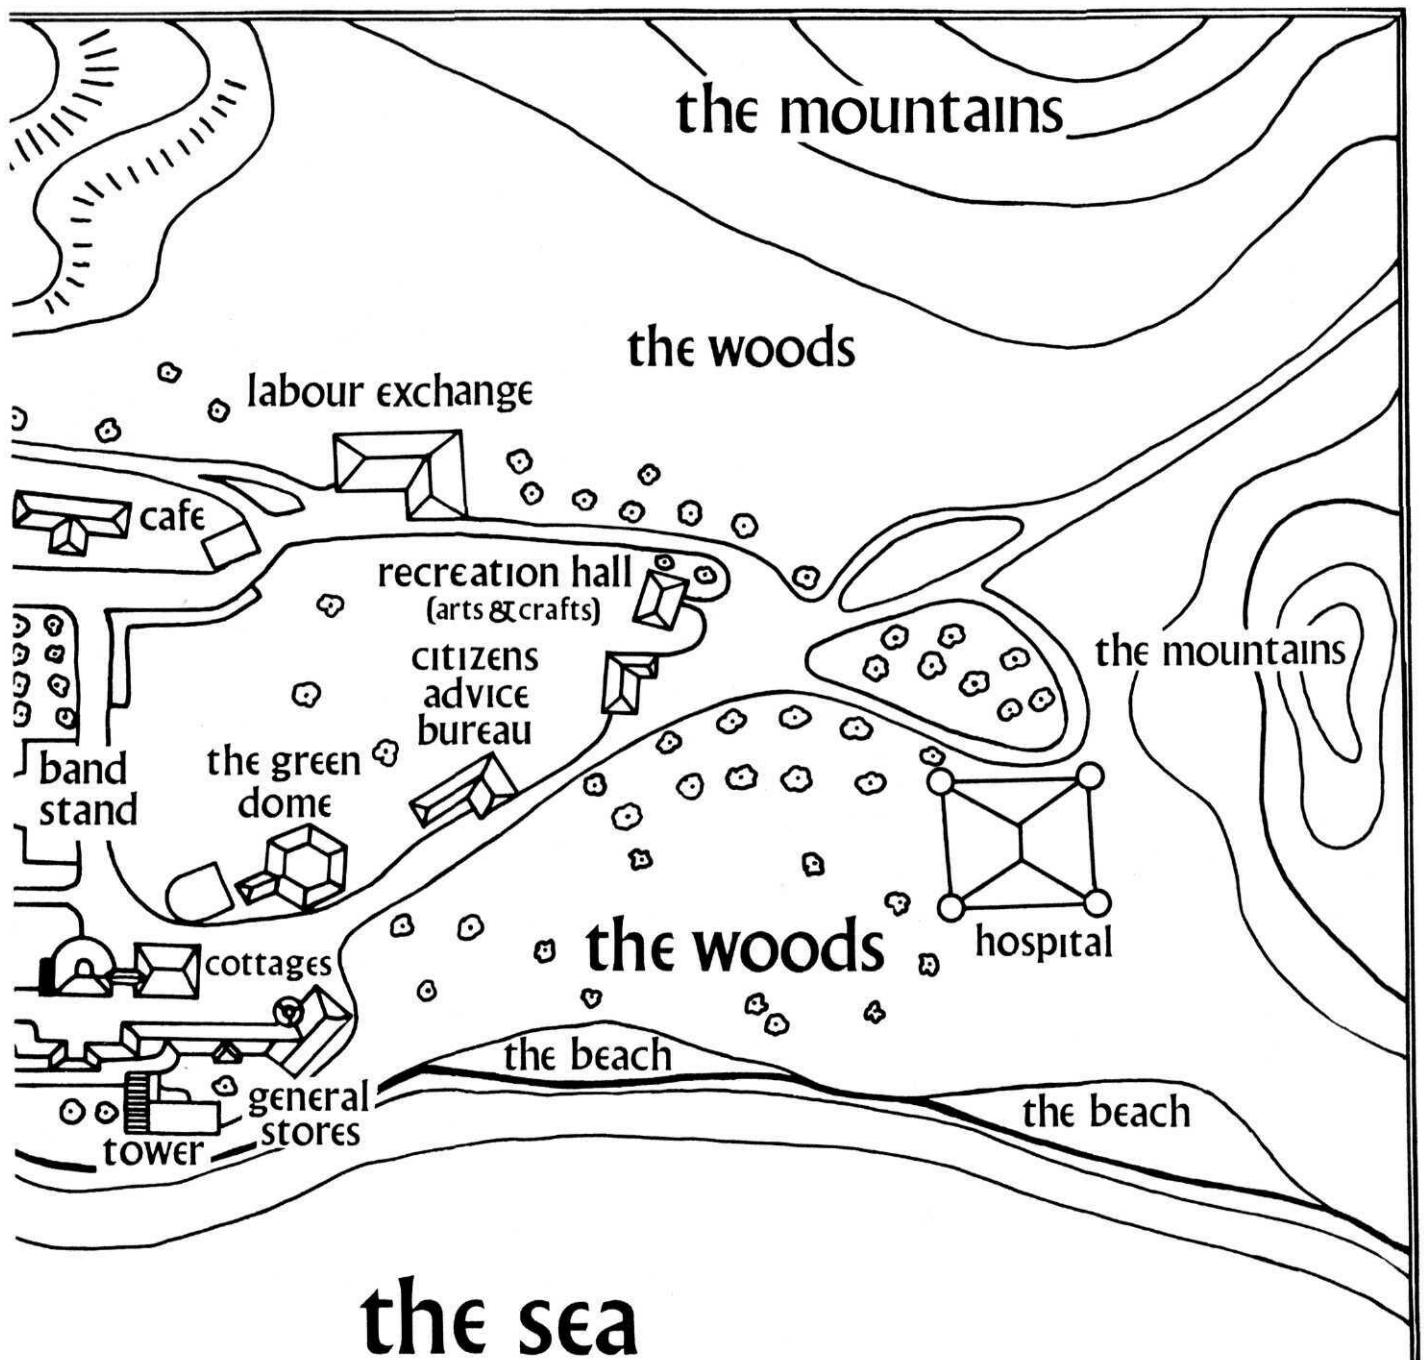 the mountains
the woods
labour exchange
cafe
recreation hall
(arts & crafts)
citizens
advice
bureau
the mountains
band
stand
the green
dome
the woods
hospital
cottages
the beach
general
stores
the beach
tower
the sea